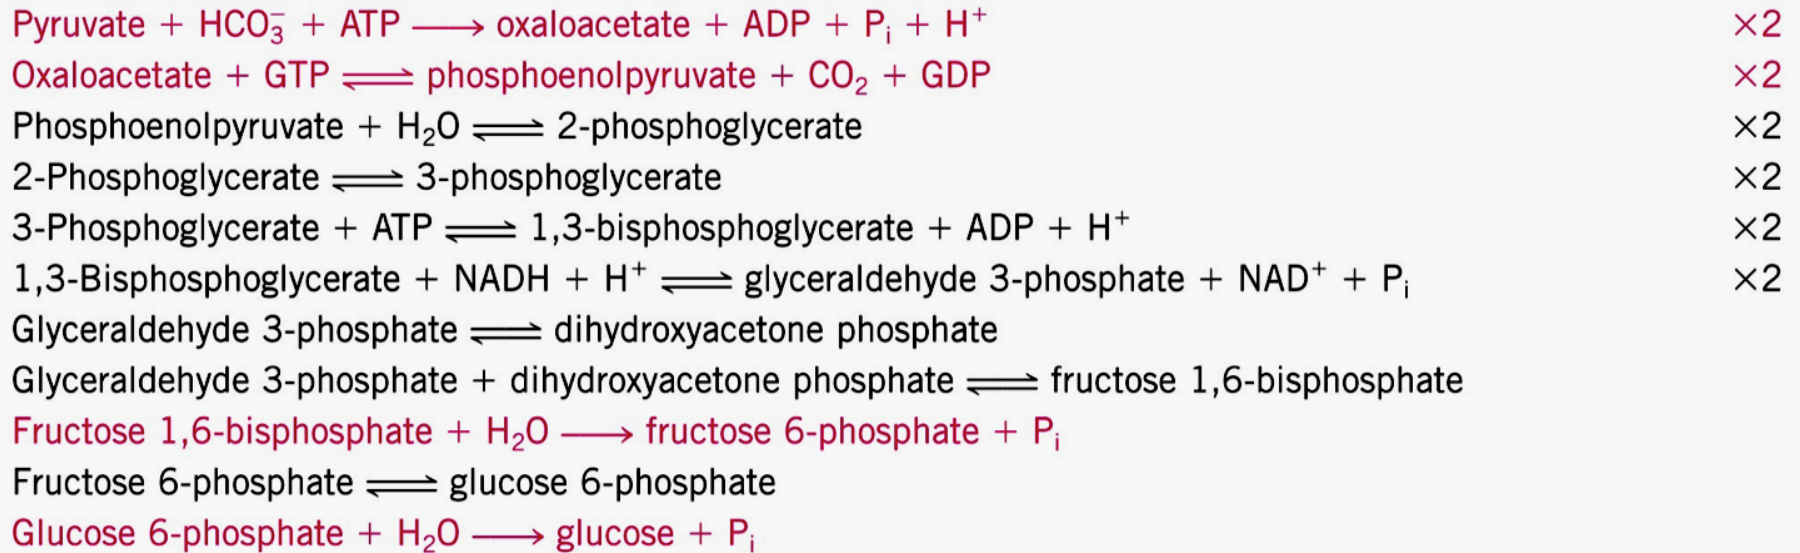 Pyruvate + HCO₃⁻ + ATP ⟶ oxaloacetate + ADP + Pᵢ + H⁺ ×2
Oxaloacetate + GTP ⇌ phosphoenolpyruvate + CO₂ + GDP ×2
Phosphoenolpyruvate + H₂O ⇌ 2-phosphoglycerate ×2
2-Phosphoglycerate ⇌ 3-phosphoglycerate ×2
3-Phosphoglycerate + ATP ⇌ 1,3-bisphosphoglycerate + ADP + H⁺ ×2
1,3-Bisphosphoglycerate + NADH + H⁺ ⇌ glyceraldehyde 3-phosphate + NAD⁺ + Pᵢ ×2
Glyceraldehyde 3-phosphate ⇌ dihydroxyacetone phosphate
Glyceraldehyde 3-phosphate + dihydroxyacetone phosphate ⇌ fructose 1,6-bisphosphate
Fructose 1,6-bisphosphate + H₂O ⟶ fructose 6-phosphate + Pᵢ
Fructose 6-phosphate ⇌ glucose 6-phosphate
Glucose 6-phosphate + H₂O ⟶ glucose + Pᵢ